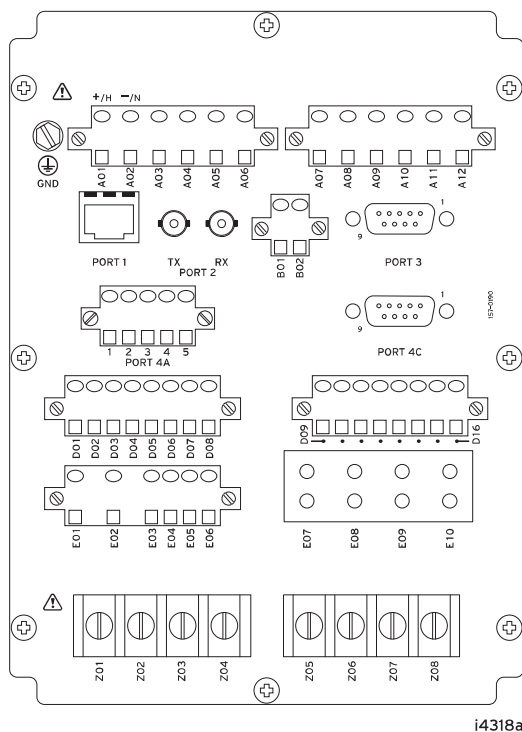 +/H –/N
A01 A02 A03 A04 A05 A06 A07 A08 A09 A10 A11 A12
GND
PORT 1
TX RX
PORT 2
B01 B02
1
9
PORT 3
1
9
PORT 4C
157-0190
1 2 3 4 5
PORT 4A
D01 D02 D03 D04 D05 D06 D07 D08
D09 D16
E01 E02 E03 E04 E05 E06
E07 E08 E09 E10
Z01 Z02 Z03 Z04 Z05 Z06 Z07 Z08
i4318a